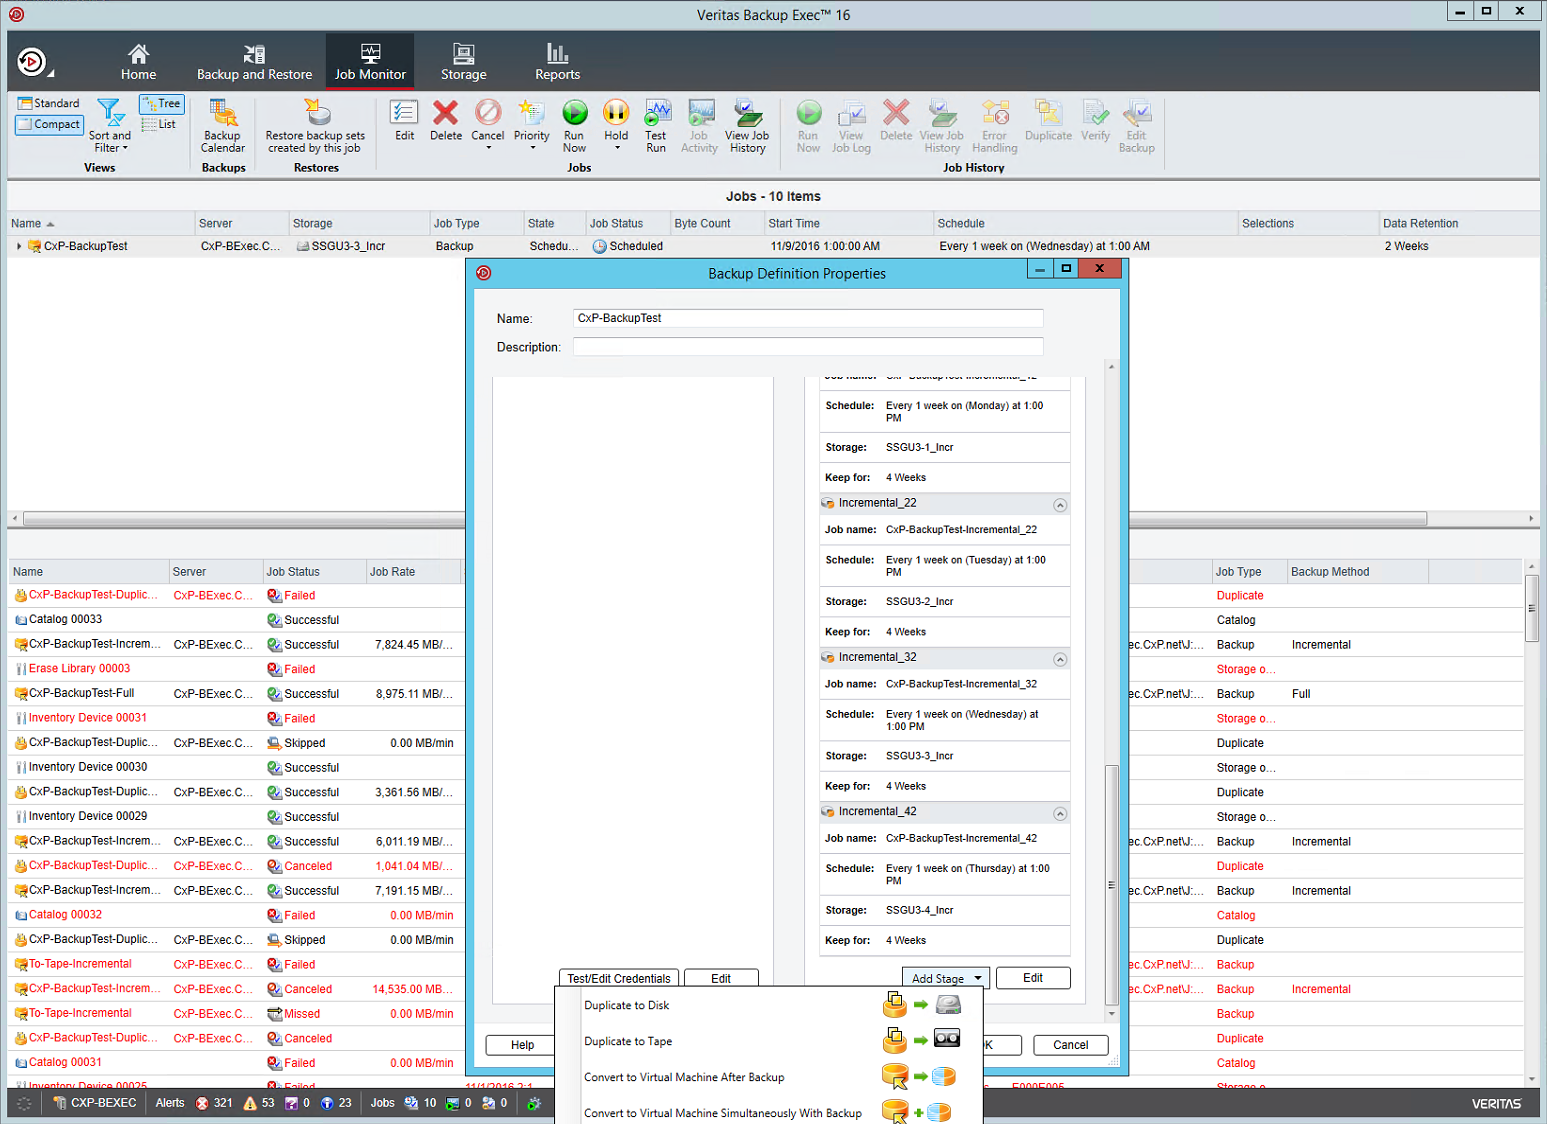 Veritas Backup Exec™ 16
Home
Backup and Restore
Job Monitor
Storage
Reports
Standard
Compact
Sort and Filter
Tree
List
Views
Backup Calendar
Backups
Restore backup sets created by this job
Restores
Edit
Delete
Cancel
Priority
Run Now
Hold
Test Run
Job Activity
View Job History
Jobs
Run Now
View Job Log
Delete
View Job History
Error Handling
Duplicate
Verify
Edit Backup
Job History
Jobs - 10 Items
Name Server Storage Job Type State Job Status Byte Count Start Time Schedule Selections Data Retention
CxP-BackupTest CxP-BExec.C... SSGU3-3_Incr Backup Schedu... Scheduled 11/9/2016 1:00:00 AM Every 1 week on (Wednesday) at 1:00 AM 2 Weeks
Backup Definition Properties
Name: CxP-BackupTest
Description:
Job name: CxP-BackupTest-Incremental_12
Schedule: Every 1 week on (Monday) at 1:00
PM
Storage: SSGU3-1_Incr
Keep for: 4 Weeks
Incremental_22
Job name: CxP-BackupTest-Incremental_22
Schedule: Every 1 week on (Tuesday) at 1:00
PM
Storage: SSGU3-2_Incr
Keep for: 4 Weeks
Incremental_32
Job name: CxP-BackupTest-Incremental_32
Schedule: Every 1 week on (Wednesday) at
1:00 PM
Storage: SSGU3-3_Incr
Keep for: 4 Weeks
Incremental_42
Job name: CxP-BackupTest-Incremental_42
Schedule: Every 1 week on (Thursday) at 1:00
PM
Storage: SSGU3-4_Incr
Keep for: 4 Weeks
Test/Edit Credentials
Edit
Add Stage
Edit
Duplicate to Disk
Duplicate to Tape
Convert to Virtual Machine After Backup
Convert to Virtual Machine Simultaneously With Backup
Help
OK
Cancel
Name Server Job Status Job Rate Job Type Backup Method
CxP-BackupTest-Duplic... CxP-BExec.C... Failed Duplicate
Catalog 00033 Successful Catalog
CxP-BackupTest-Increm... CxP-BExec.C... Successful 7,824.45 MB/... ec.CxP.net\J:... Backup Incremental
Erase Library 00003 Failed Storage o...
CxP-BackupTest-Full CxP-BExec.C... Successful 8,975.11 MB/... ec.CxP.net\J:... Backup Full
Inventory Device 00031 Failed Storage o...
CxP-BackupTest-Duplic... CxP-BExec.C... Skipped 0.00 MB/min Duplicate
Inventory Device 00030 Successful Storage o...
CxP-BackupTest-Duplic... CxP-BExec.C... Successful 3,361.56 MB/... Duplicate
Inventory Device 00029 Successful Storage o...
CxP-BackupTest-Increm... CxP-BExec.C... Successful 6,011.19 MB/... ec.CxP.net\J:... Backup Incremental
CxP-BackupTest-Duplic... CxP-BExec.C... Canceled 1,041.04 MB/... Duplicate
CxP-BackupTest-Increm... CxP-BExec.C... Successful 7,191.15 MB/... ec.CxP.net\J:... Backup Incremental
Catalog 00032 Failed 0.00 MB/min Catalog
CxP-BackupTest-Duplic... CxP-BExec.C... Skipped 0.00 MB/min Duplicate
To-Tape-Incremental CxP-BExec.C... Failed ec.CxP.net\J:... Backup
CxP-BackupTest-Increm... CxP-BExec.C... Canceled 14,535.00 MB/... ec.CxP.net\J:... Backup Incremental
To-Tape-Incremental CxP-BExec.C... Missed 0.00 MB/min Backup
CxP-BackupTest-Duplic... CxP-BExec.C... Canceled Duplicate
Catalog 00031 Failed 0.00 MB/min Catalog
Inventory Device 00025 Failed 11/1/2016 2:1 E000E005 Storage o...
CXP-BEXEC Alerts 321 53 0 23 Jobs 10 0 0 VERITAS